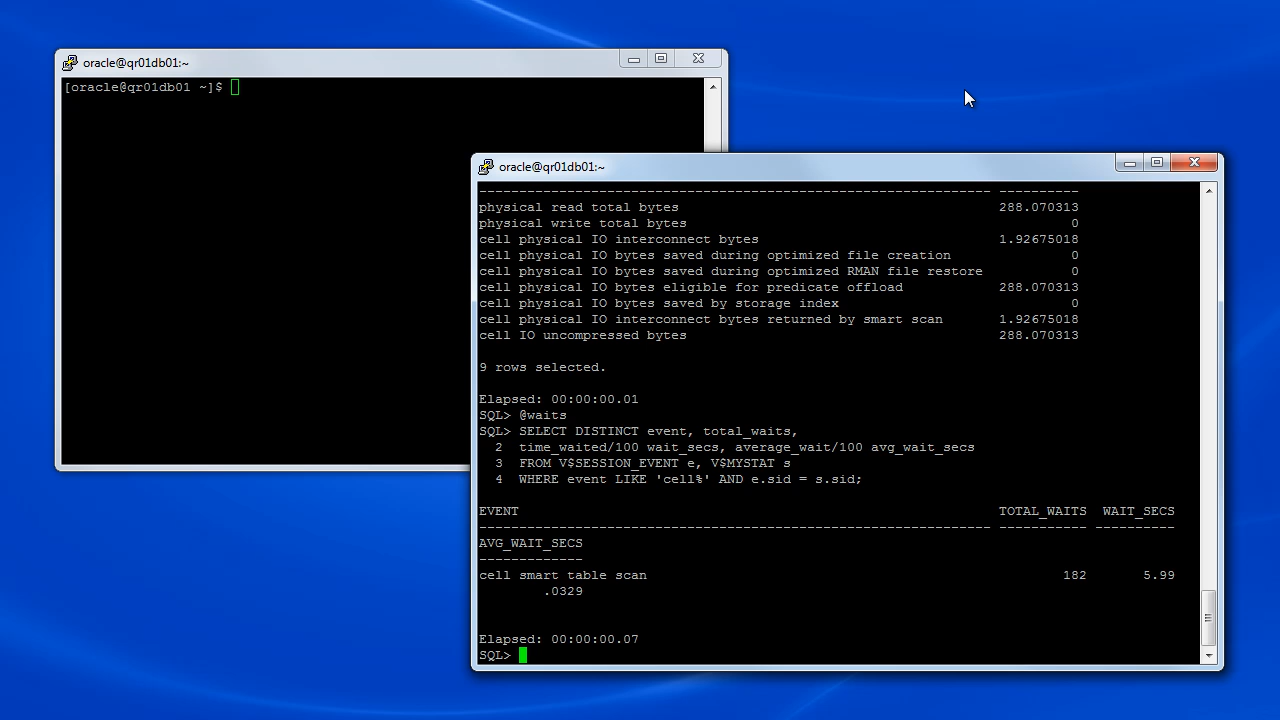 oracle@qr01db01:~
[oracle@qr01db01 ~]$
oracle@qr01db01:~
---------------------------------------------------------------- ----------
physical read total bytes 288.070313
physical write total bytes 0
cell physical IO interconnect bytes 1.92675018
cell physical IO bytes saved during optimized file creation 0
cell physical IO bytes saved during optimized RMAN file restore 0
cell physical IO bytes eligible for predicate offload 288.070313
cell physical IO bytes saved by storage index 0
cell physical IO interconnect bytes returned by smart scan 1.92675018
cell IO uncompressed bytes 288.070313
9 rows selected.
Elapsed: 00:00:00.01
SQL> @waits
SQL> SELECT DISTINCT event, total_waits,
2 time_waited/100 wait_secs, average_wait/100 avg_wait_secs
3 FROM V$SESSION_EVENT e, V$MYSTAT s
4 WHERE event LIKE 'cell%' AND e.sid = s.sid;
EVENT TOTAL_WAITS WAIT_SECS
---------------------------------------------------------------- ----------- ----------
AVG_WAIT_SECS
-------------
cell smart table scan 182 5.99
.0329
Elapsed: 00:00:00.07
SQL>